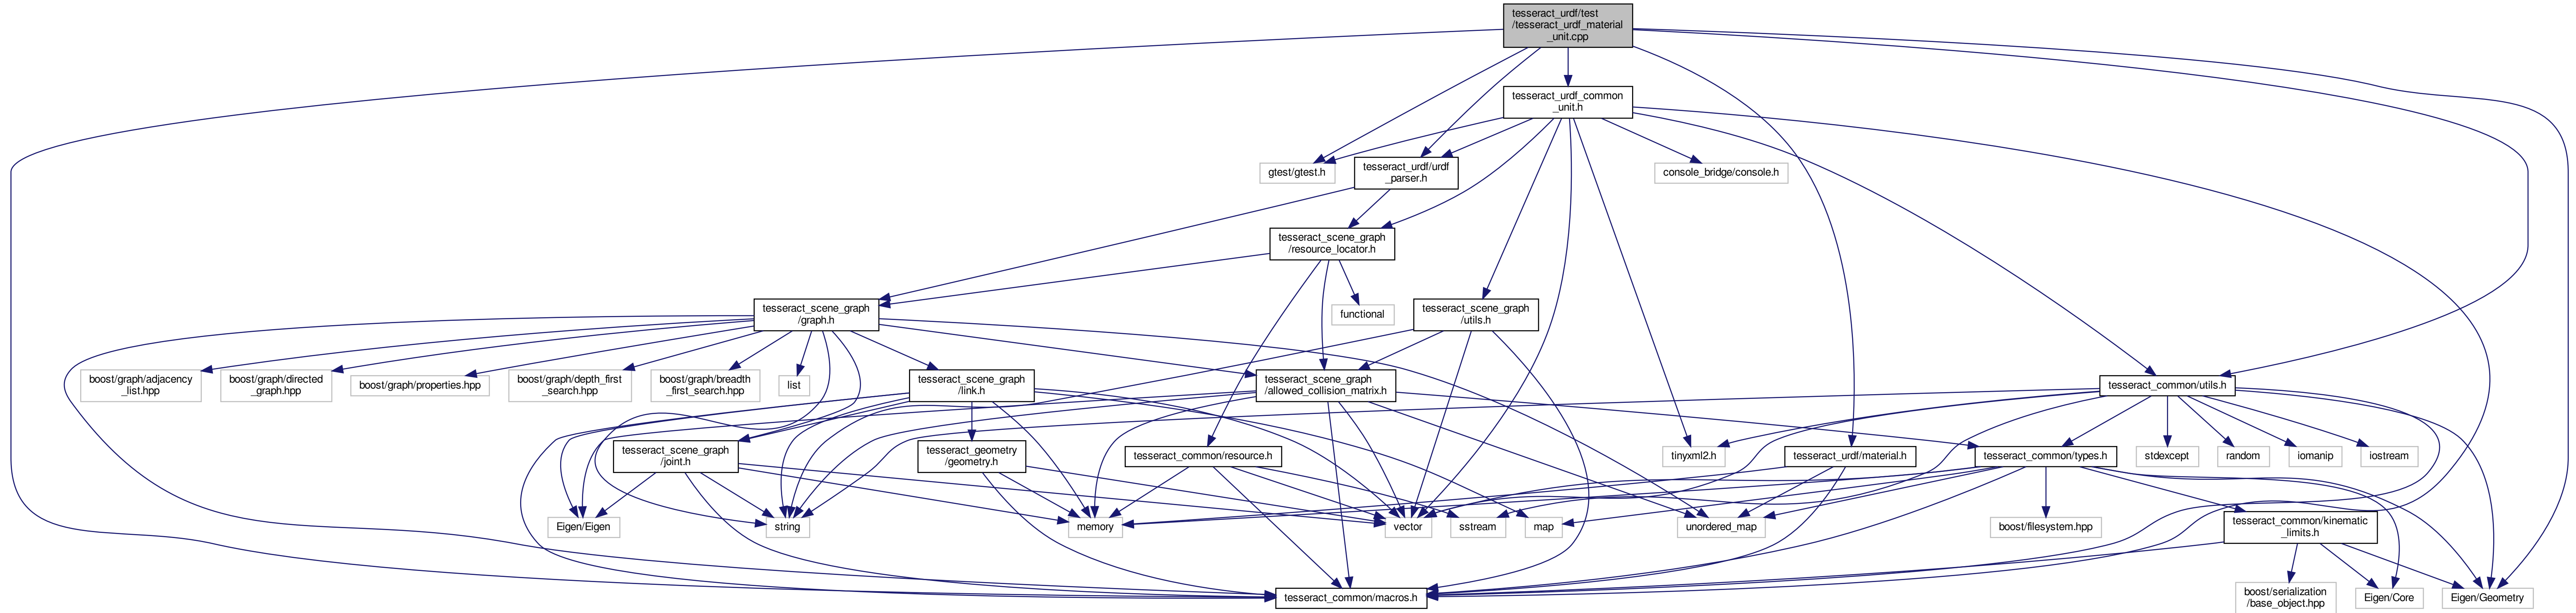 tesseract_urdf/test
/tesseract_urdf_material
_unit.cpp
tesseract_urdf_common
_unit.h
gtest/gtest.h
tesseract_urdf/urdf
_parser.h
console_bridge/console.h
tesseract_scene_graph
/resource_locator.h
tesseract_scene_graph
/graph.h
functional
tesseract_scene_graph
/utils.h
boost/graph/adjacency
_list.hpp
boost/graph/directed
_graph.hpp
boost/graph/properties.hpp
boost/graph/depth_first
_search.hpp
boost/graph/breadth
_first_search.hpp
list
tesseract_scene_graph
/link.h
tesseract_scene_graph
/allowed_collision_matrix.h
tesseract_common/utils.h
tesseract_scene_graph
/joint.h
tesseract_geometry
/geometry.h
tesseract_common/resource.h
tinyxml2.h
tesseract_urdf/material.h
tesseract_common/types.h
stdexcept
random
iomanip
iostream
Eigen/Eigen
string
memory
vector
sstream
map
unordered_map
boost/filesystem.hpp
tesseract_common/kinematic
_limits.h
tesseract_common/macros.h
boost/serialization
/base_object.hpp
Eigen/Core
Eigen/Geometry